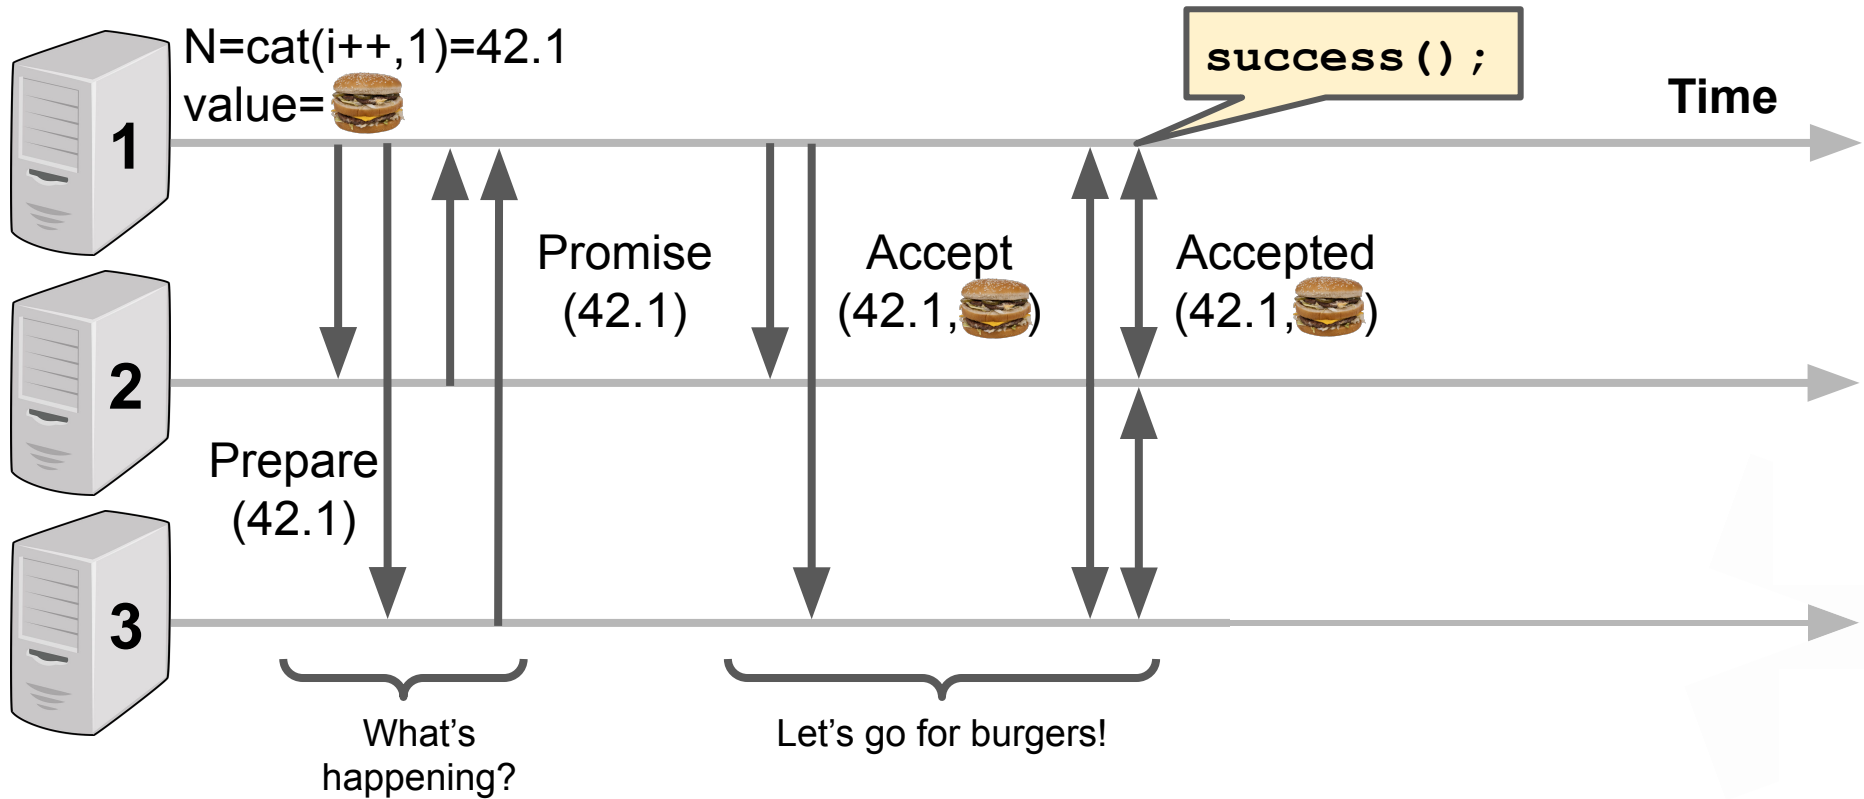 N=cat(i++,1)=42.1
value=
success();
Time
1
Promise
(42.1)
Accept
(42.1, )
Accepted
(42.1, )
2
Prepare
(42.1)
3
What’s
happening?
Let’s go for burgers!